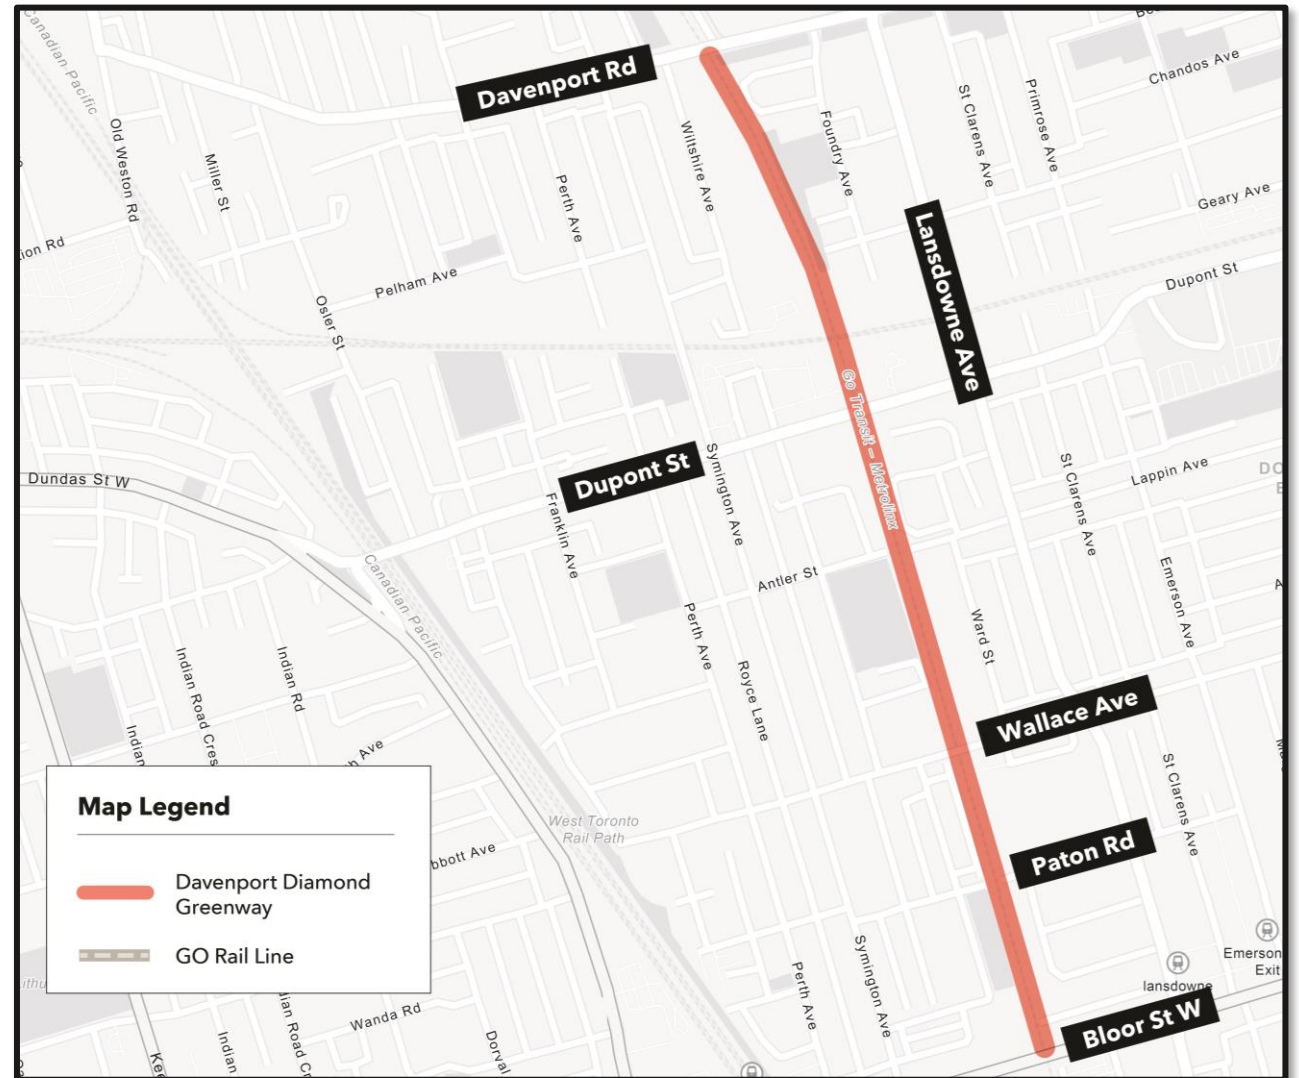 Canadian Pacific
Davenport Rd
Chandos Ave
Old Weston Rd
Miller St
Perth Ave
Wiltshire Ave
Foundry Ave
St Clarens Ave
Primrose Ave
Geary Ave
Lansdowne Ave
Pelham Ave
Osler St
Dupont St
Go Transit – Metrolinx
Dupont St
Dundas St W
Symington Ave
Franklin Ave
St Clarens Ave
Lappin Ave
Canadian Pacific
Antler St
Emerson Ave
Perth Ave
Ward St
Indian Road Cres
Indian Rd
Royce Lane
Wallace Ave
Indian
St Clarens Ave
Map Legend
Davenport Diamond
Greenway
GO Rail Line
West Toronto
Rail Path
Paton Rd
Symington Ave
Perth Ave
Emerson
Exit
lansdowne
Bloor St W
Wanda Rd
Indian
Dorval